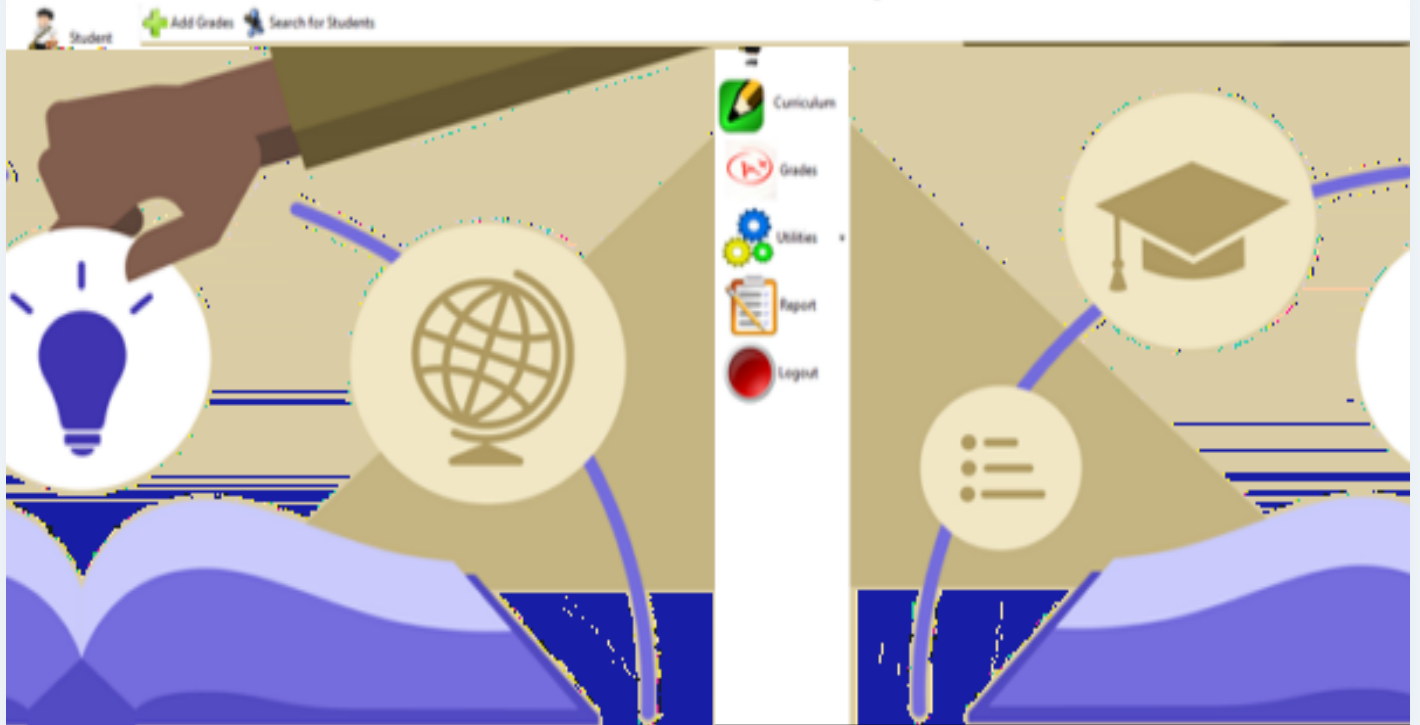 Student
Add Grades
Search for Students
Curriculum
Grades
Utilities
Report
Logout